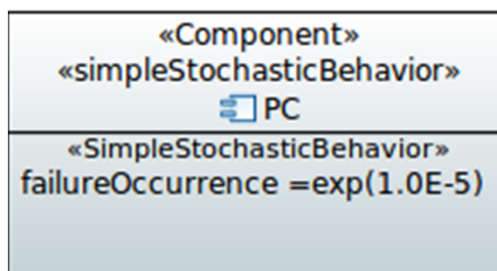 «Component»
«simpleStochasticBehavior»
PC
«SimpleStochasticBehavior»
failureOccurrence =exp(1.0E-5)